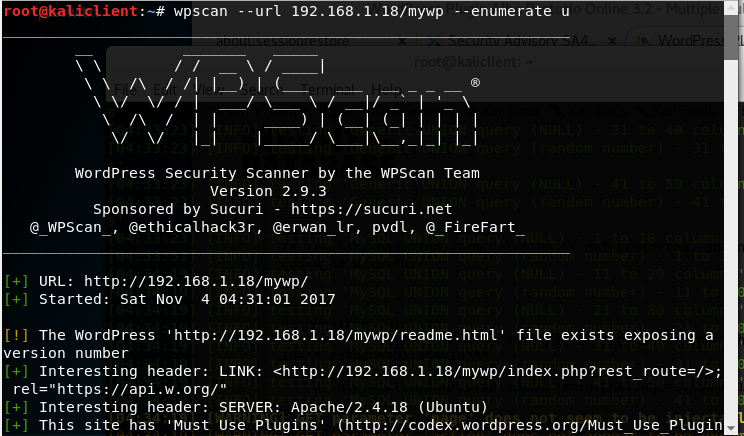 root@kaliclient:~# wpscan --url 192.168.1.18/mywp --enumerate u
WPScan ®
WordPress Security Scanner by the WPScan Team
Version 2.9.3
Sponsored by Sucuri - https://sucuri.net
@_WPScan_, @ethicalhack3r, @erwan_lr, pvdl, @_FireFart_
[+] URL: http://192.168.1.18/mywp/
[+] Started: Sat Nov  4 04:31:01 2017
[!] The WordPress 'http://192.168.1.18/mywp/readme.html' file exists exposing a
version number
[+] Interesting header: LINK: <http://192.168.1.18/mywp/index.php?rest_route=/>;
rel="https://api.w.org/"
[+] Interesting header: SERVER: Apache/2.4.18 (Ubuntu)
[+] This site has 'Must Use Plugins' (http://codex.wordpress.org/Must_Use_Plugin